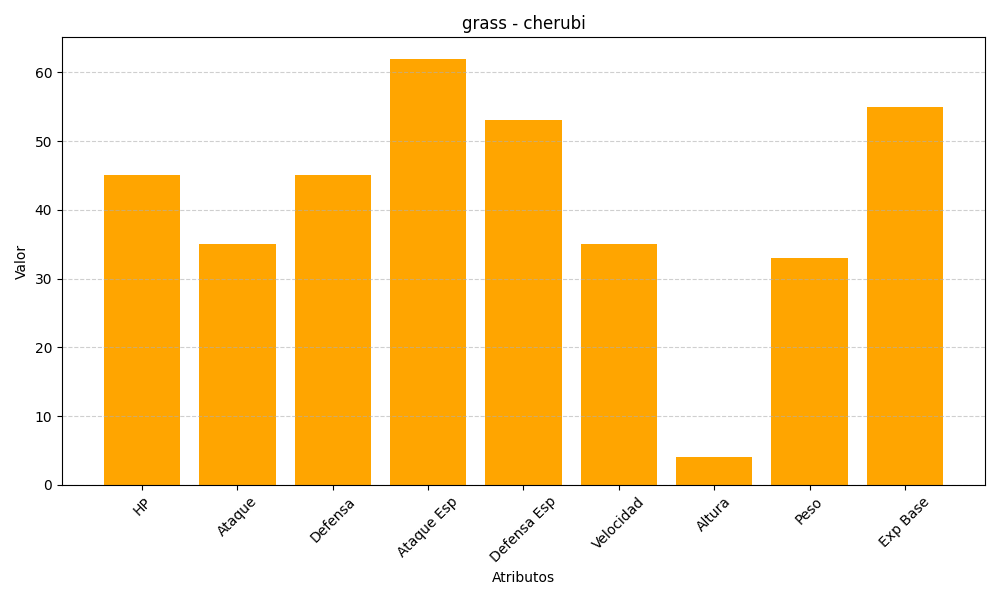 grass - cherubi
Valor
60
50
40
30
20
10
0
HP
Ataque
Defensa
Ataque Esp
Defensa Esp
Velocidad
Altura
Peso
Exp Base
Atributos